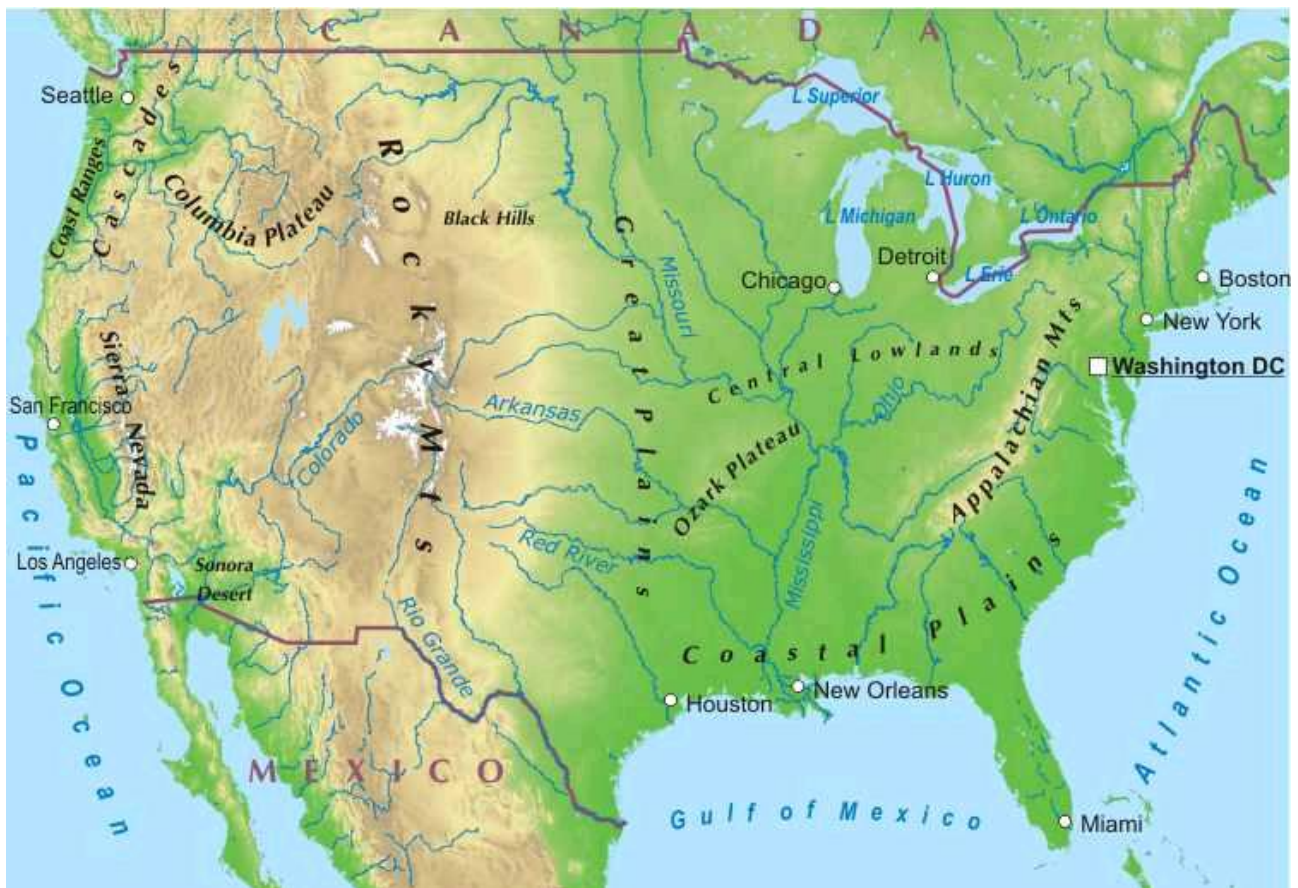 CANADA
Seattle
Cascades
Coast Ranges
Columbia Plateau
Rocky Mts
Black Hills
Great Plains
Missouri
L Superior
L Huron
L Michigan
L Ontario
L Erie
Detroit
Chicago
Boston
New York
Washington DC
Central Lowlands
Appalachian Mts
Ohio
Sierra Nevada
San Francisco
Colorado
Arkansas
Ozark Plateau
Mississippi
Red River
Los Angeles
Sonora
Desert
Rio Grande
Coastal Plains
Houston
New Orleans
MEXICO
Pacific Ocean
Atlantic Ocean
Gulf of Mexico
Miami